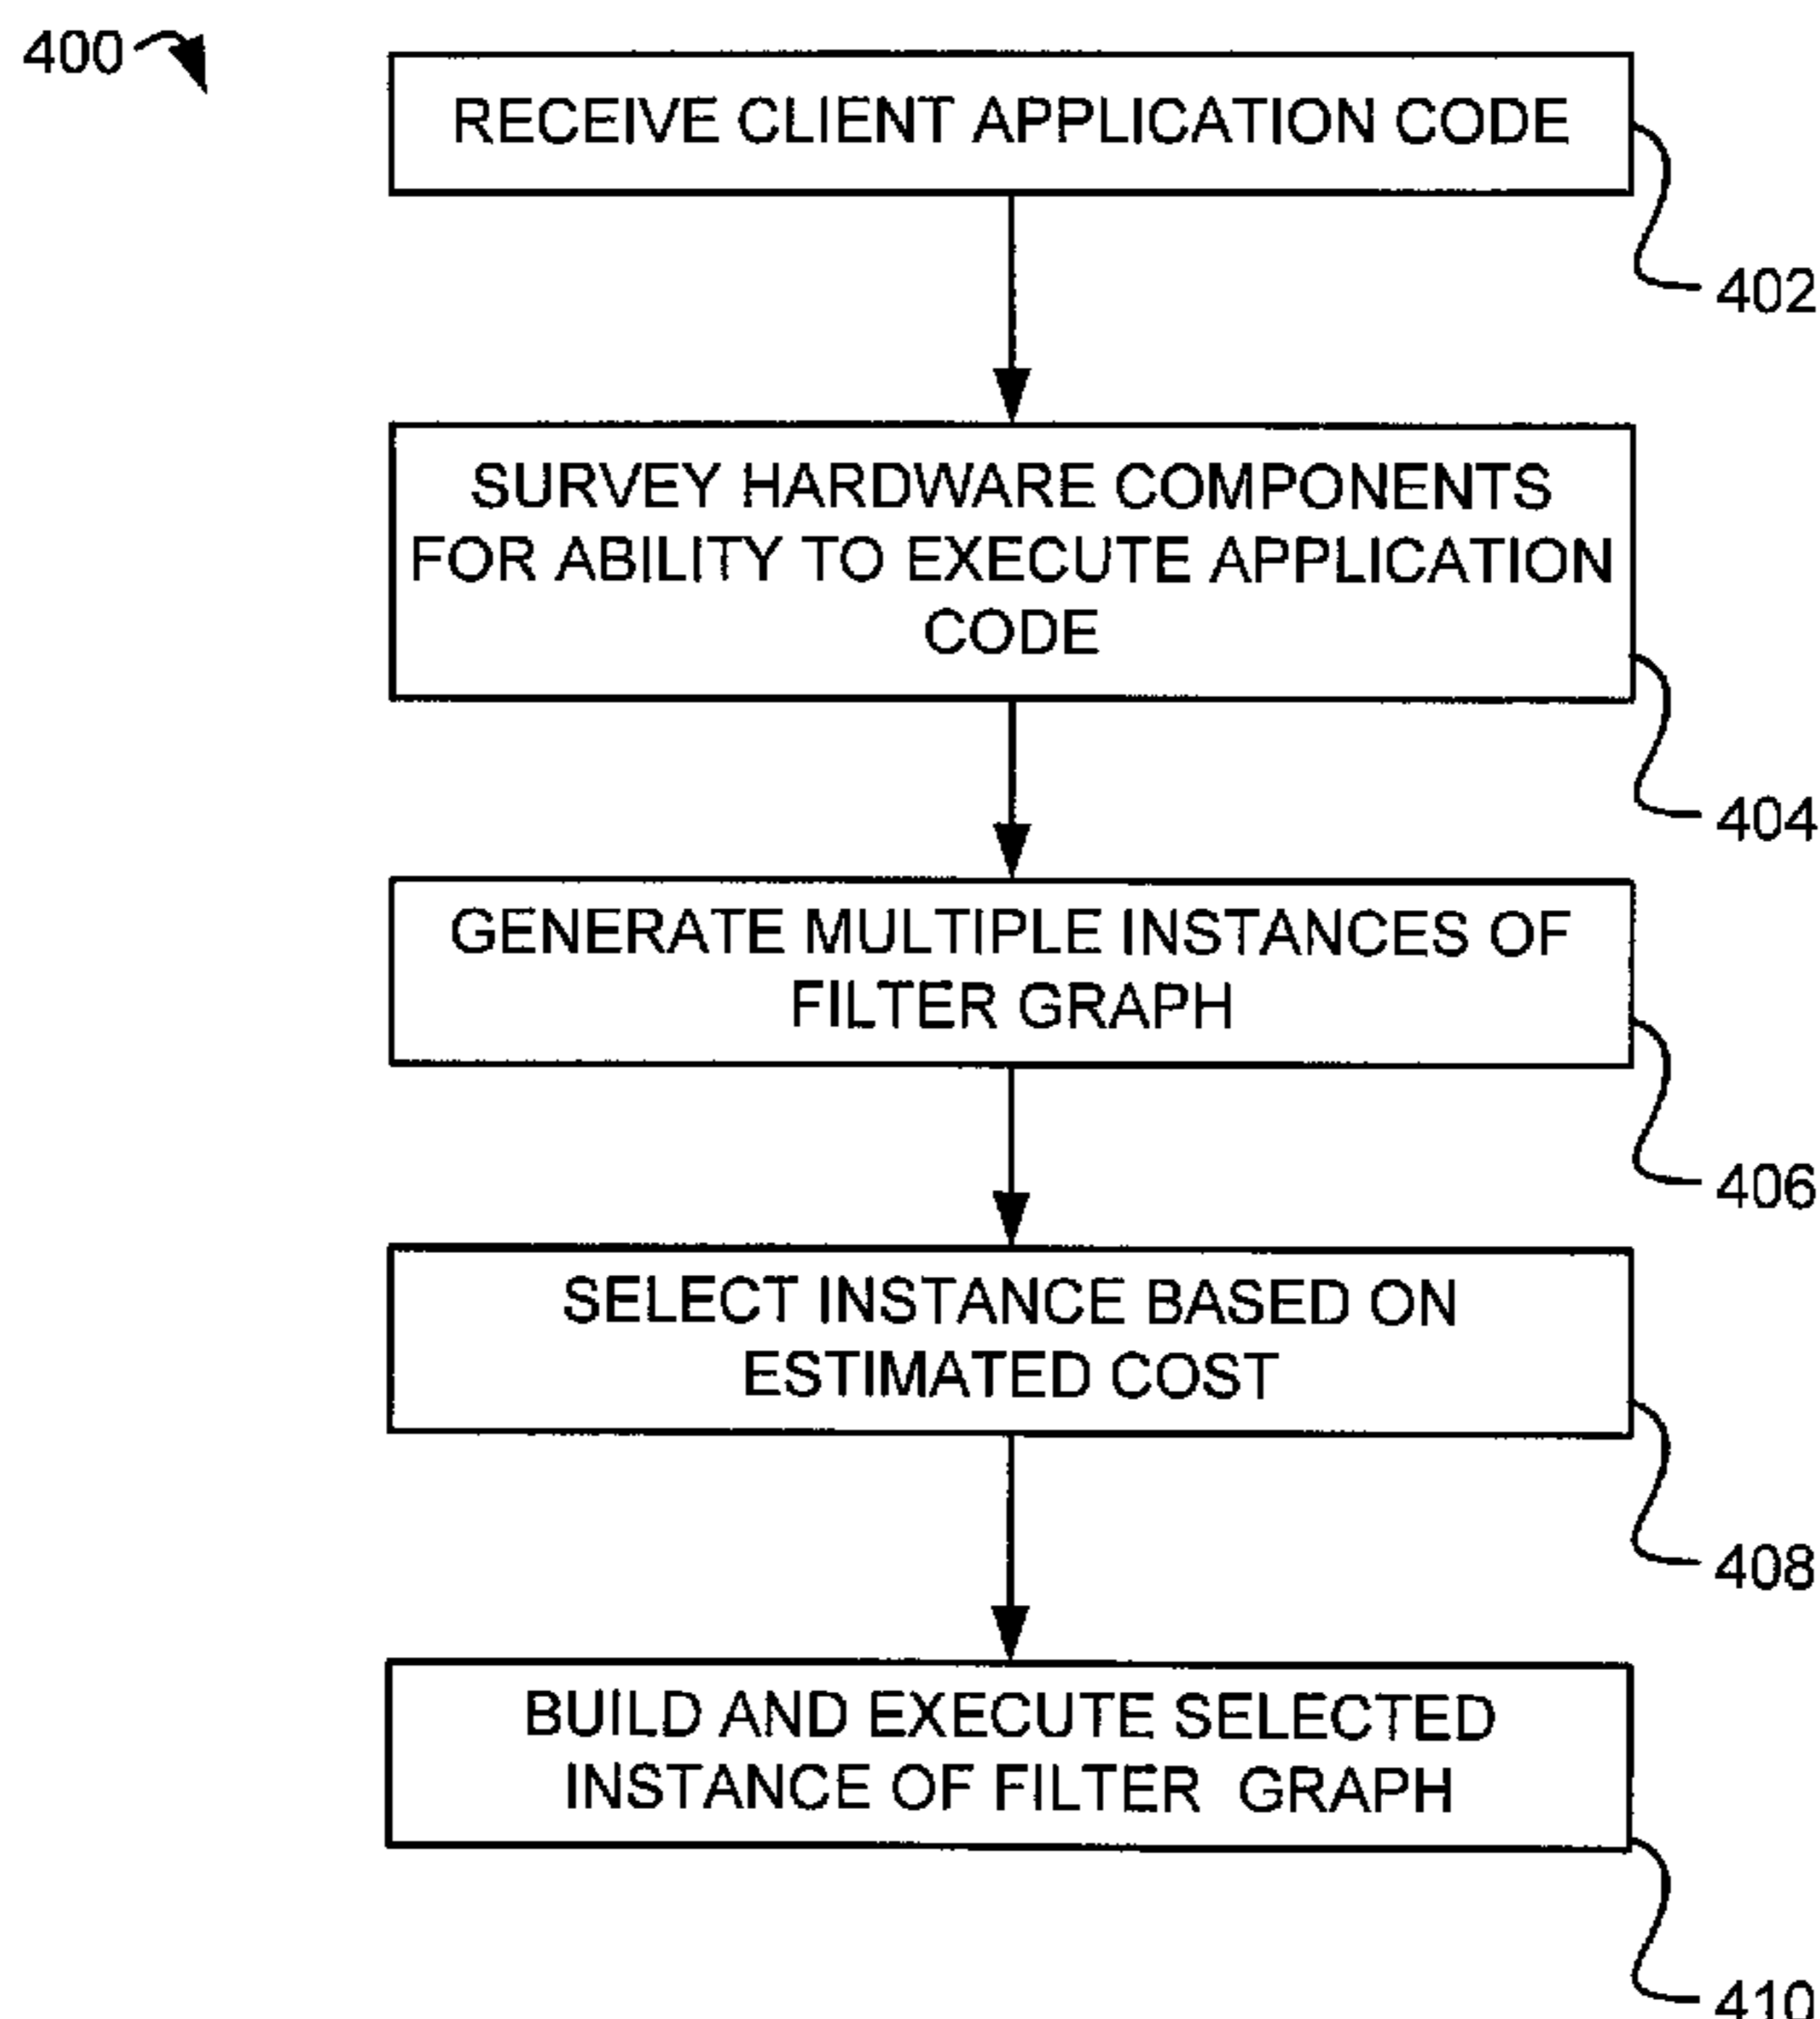 400
RECEIVE CLIENT APPLICATION CODE
402
SURVEY HARDWARE COMPONENTS
FOR ABILITY TO EXECUTE APPLICATION
CODE
404
GENERATE MULTIPLE INSTANCES OF
FILTER GRAPH
406
SELECT INSTANCE BASED ON
ESTIMATED COST
408
BUILD AND EXECUTE SELECTED
INSTANCE OF FILTER GRAPH
410